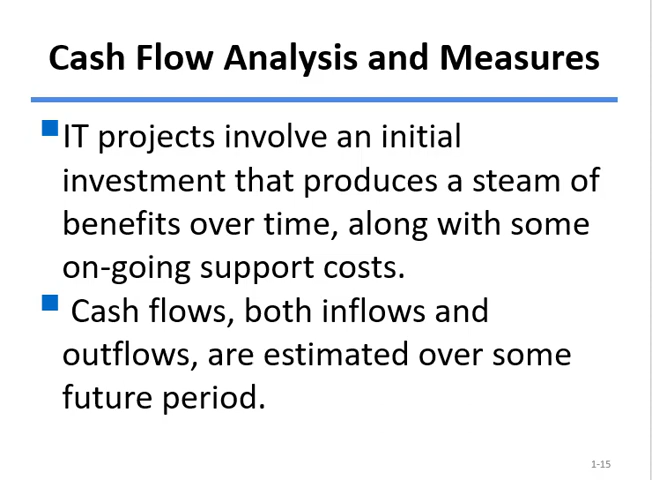 Cash Flow Analysis and Measures
IT projects involve an initial
investment that produces a steam of
benefits over time, along with some
on-going support costs.
Cash flows, both inflows and
outflows, are estimated over some
future period.
1-15